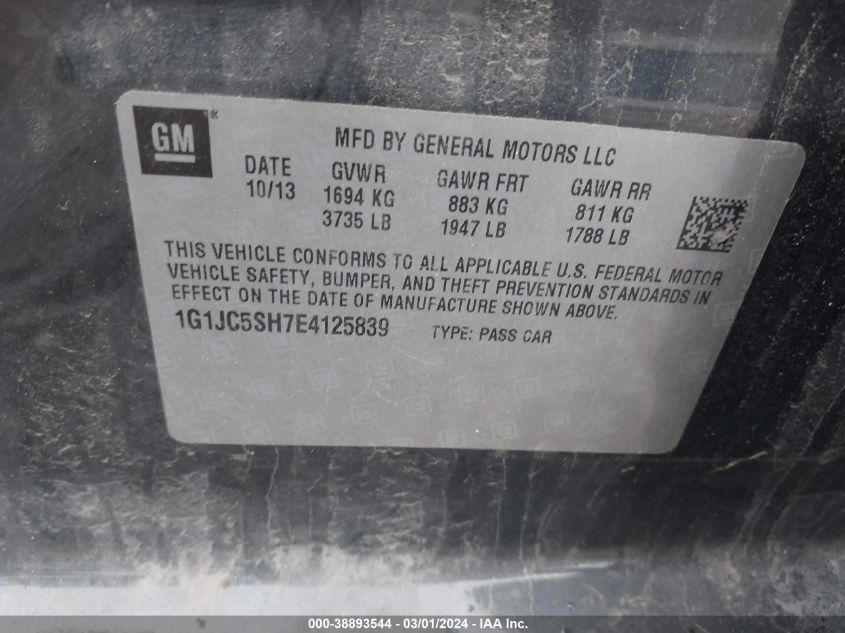 GM®
MFD BY GENERAL MOTORS LLC
DATE GVWR GAWR FRT GAWR RR
10/13 1694 KG 883 KG 811 KG
3735 LB 1947 LB 1788 LB
THIS VEHICLE CONFORMS TO ALL APPLICABLE U.S. FEDERAL MOTOR
VEHICLE SAFETY, BUMPER, AND THEFT PREVENTION STANDARDS IN
EFFECT ON THE DATE OF MANUFACTURE SHOWN ABOVE.
1G1JC5SH7E4125839 TYPE: PASS CAR
000-38893544 — 03/01/2024 — IAA Inc.